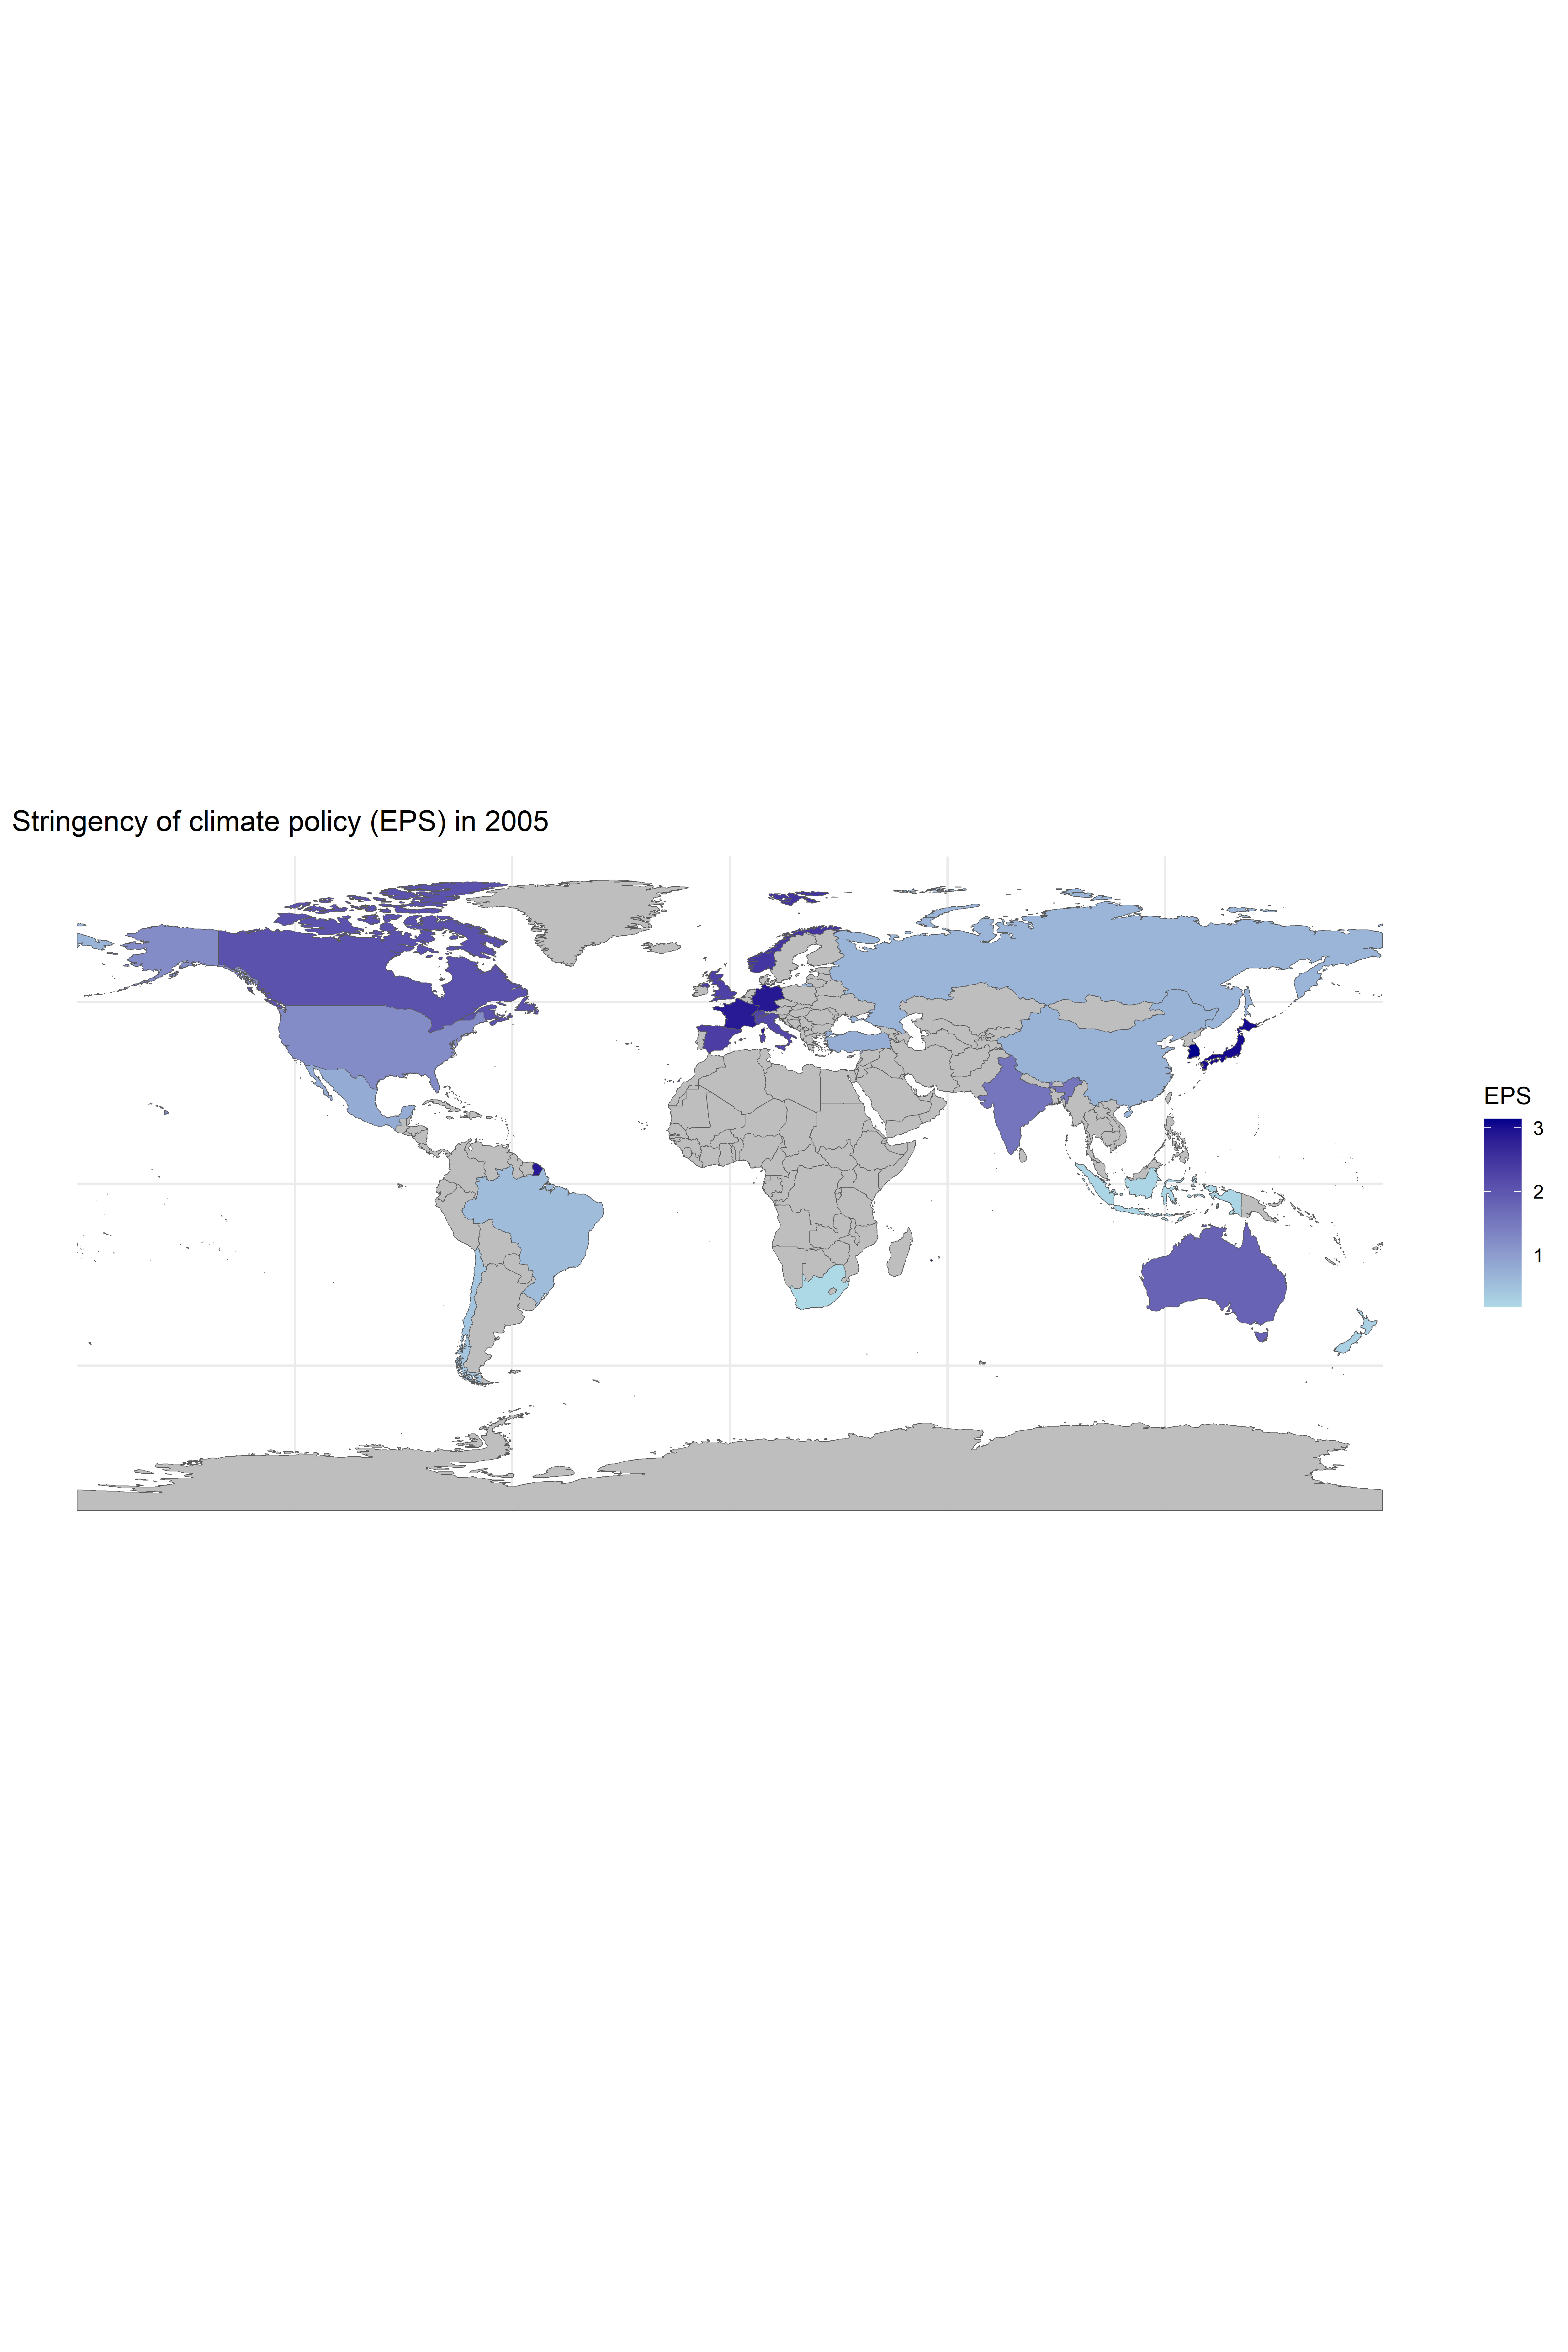 Stringency of climate policy (EPS) in 2005
EPS
3
2
1